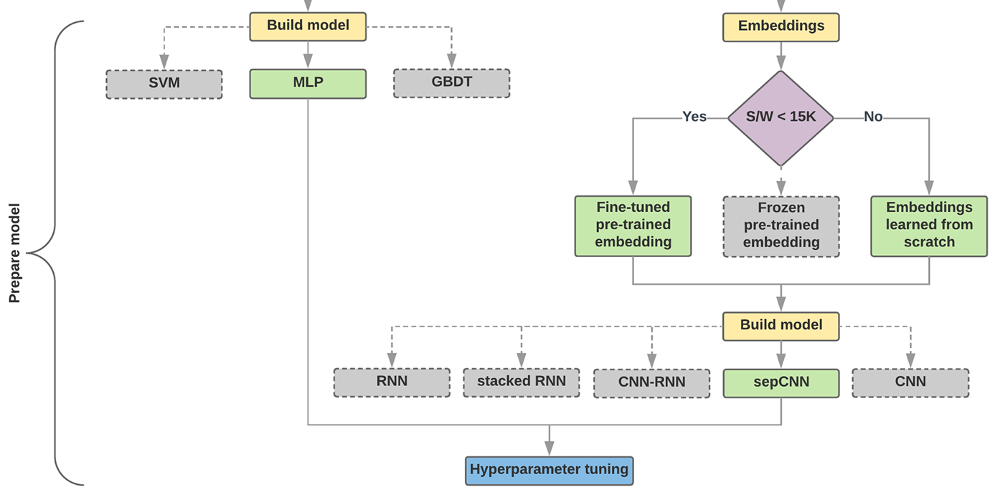 Build model
Embeddings
SVM
MLP
GBDT
S/W < 15K
Yes
No
Prepare model
Fine-tuned
pre-trained
embedding
Frozen
pre-trained
embedding
Embeddings
learned from
scratch
Build model
RNN
stacked RNN
CNN-RNN
sepCNN
CNN
Hyperparameter tuning